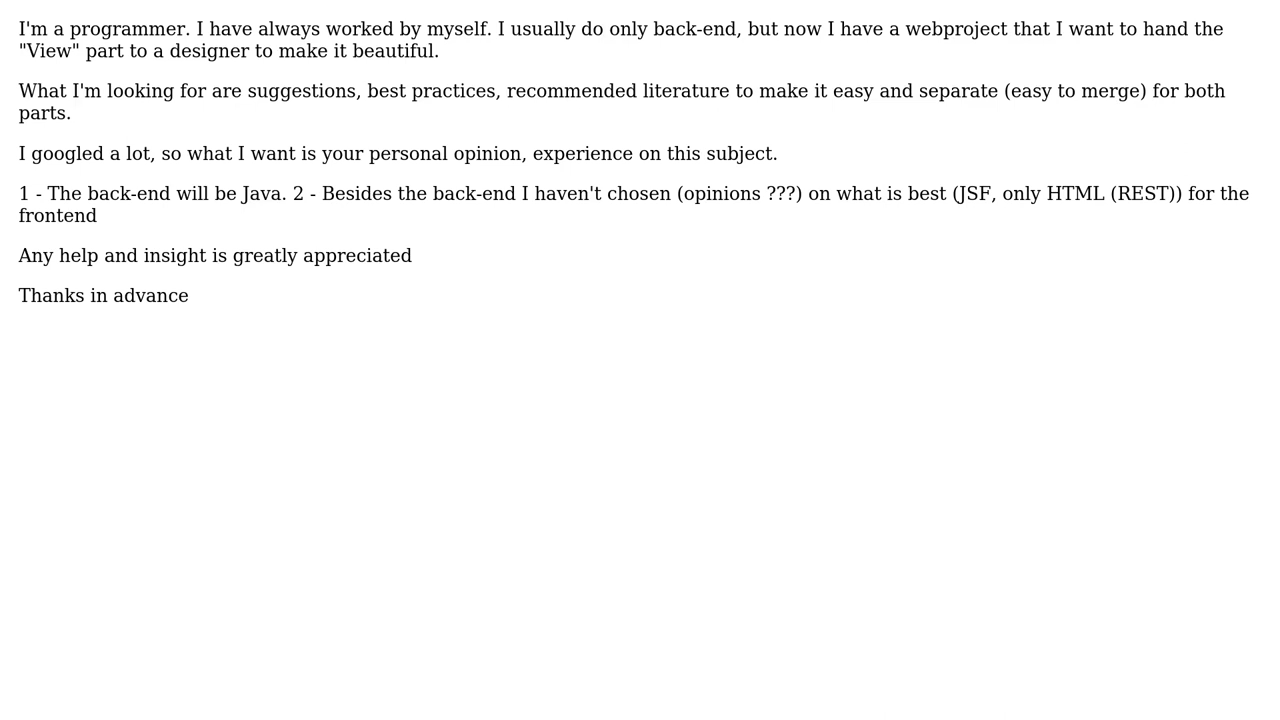 I'm a programmer. I have always worked by myself. I usually do only back-end, but now I have a webproject that I want to hand the
"View" part to a designer to make it beautiful.
What I'm looking for are suggestions, best practices, recommended literature to make it easy and separate (easy to merge) for both
parts.
I googled a lot, so what I want is your personal opinion, experience on this subject.
1 - The back-end will be Java. 2 - Besides the back-end I haven't chosen (opinions ???) on what is best (JSF, only HTML (REST)) for the
frontend
Any help and insight is greatly appreciated
Thanks in advance